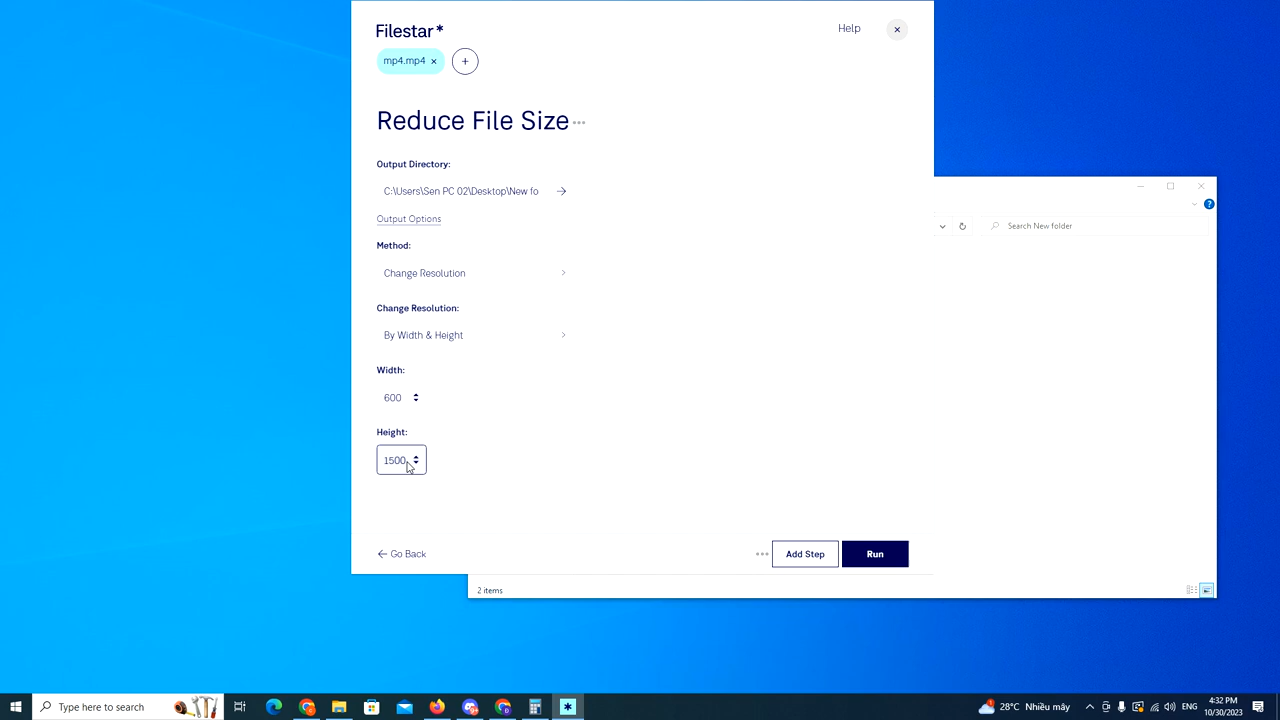 Filestar*
Help
mp4.mp4
Reduce File Size
Output Directory:
C:\Users\Sen PC 02\Desktop\New fo
Output Options
Method:
Change Resolution
Change Resolution:
By Width & Height
Width:
600
Height:
1500
Go Back
Add Step
Run
Search New folder
2 items
Type here to search
28°C Nhiều mây
ENG
4:32 PM
10/30/2023